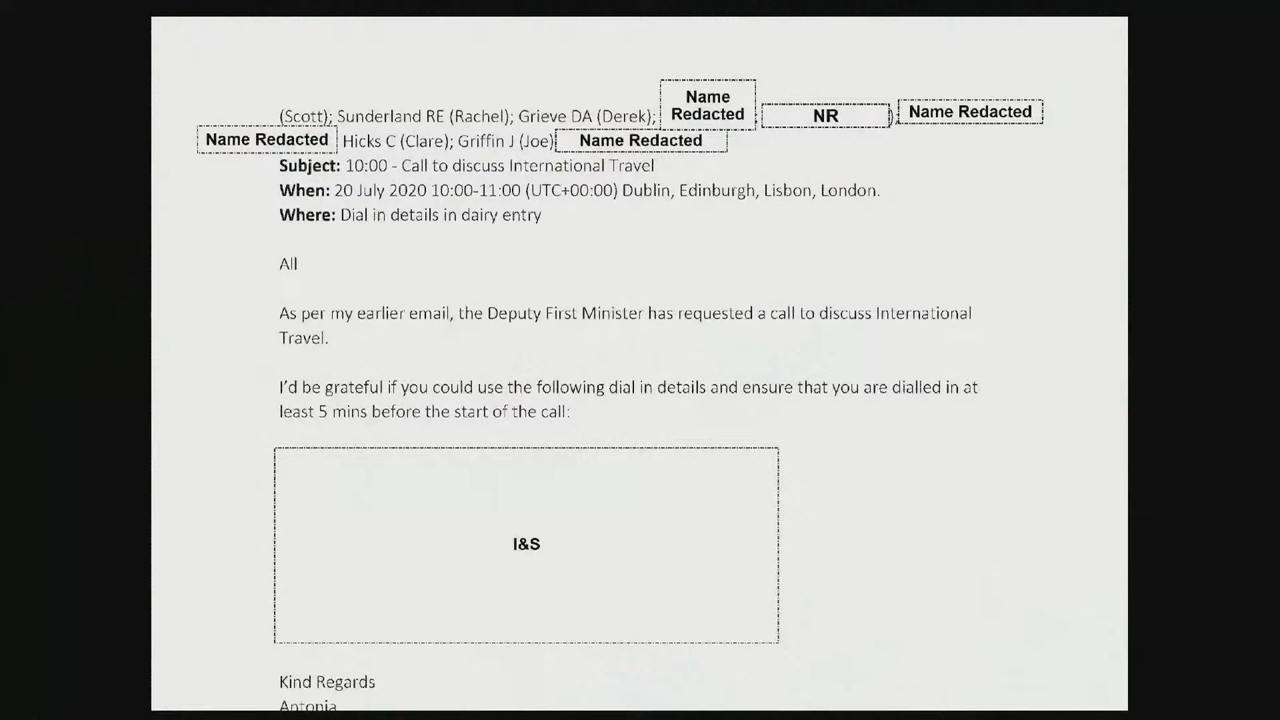 (Scott); Sunderland RE (Rachel); Grieve DA (Derek); Name Redacted NR ) Name Redacted
Name Redacted Hicks C (Clare); Griffin J (Joe) Name Redacted
Subject: 10:00 - Call to discuss International Travel
When: 20 July 2020 10:00-11:00 (UTC+00:00) Dublin, Edinburgh, Lisbon, London.
Where: Dial in details in dairy entry
All
As per my earlier email, the Deputy First Minister has requested a call to discuss International
Travel.
I'd be grateful if you could use the following dial in details and ensure that you are dialled in at
least 5 mins before the start of the call:
I&S
Kind Regards
Antonia